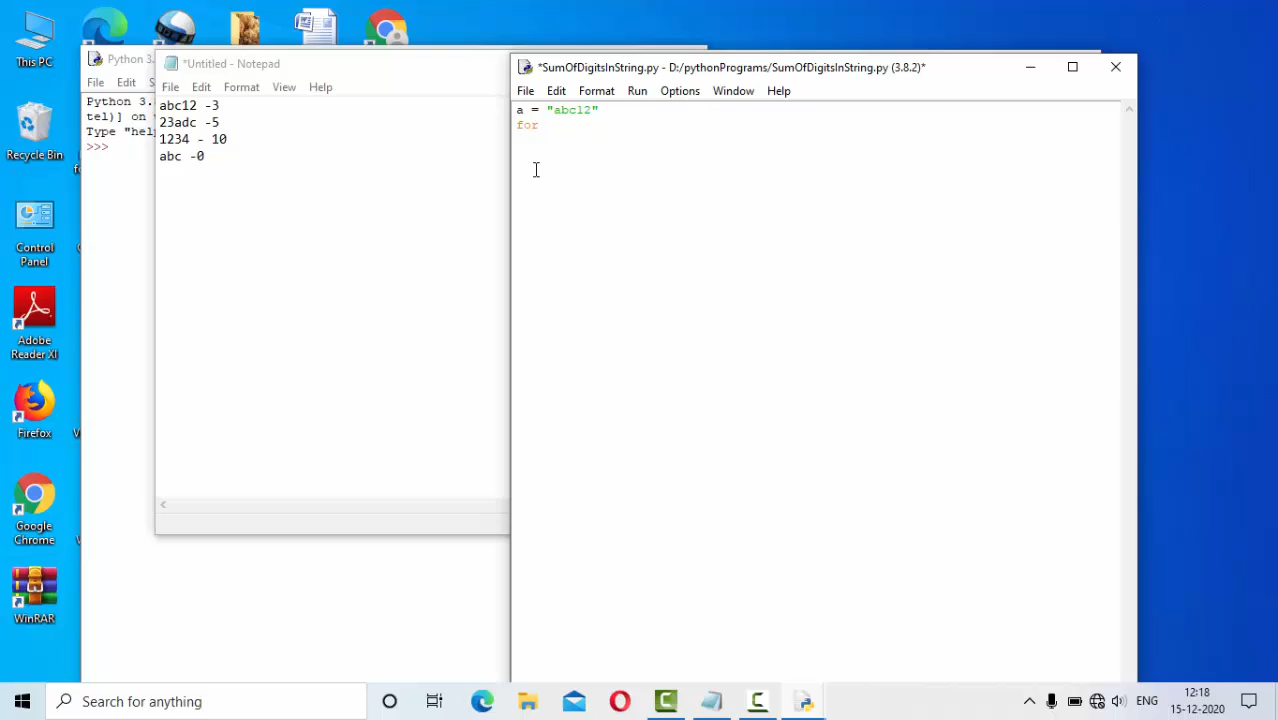 This PC
Recycle Bin
Control
Panel
Adobe
Reader XI
Firefox
Google
Chrome
WinRAR
Python 3.
File Edit S
Python 3.
tel)] on
Type "help
>>>
*Untitled - Notepad
File Edit Format View Help
abc12 -3
23adc -5
1234 - 10
abc -0
*SumOfDigitsInString.py - D:/pythonPrograms/SumOfDigitsInString.py (3.8.2)*
File Edit Format Run Options Window Help
a = "abc12"
for
Search for anything
ENG
12:18
15-12-2020